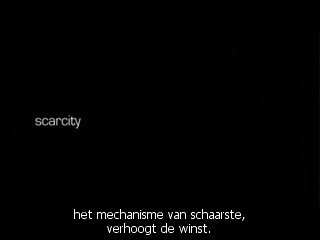 scarcity
het mechanisme van schaarste,
verhoogt de winst.